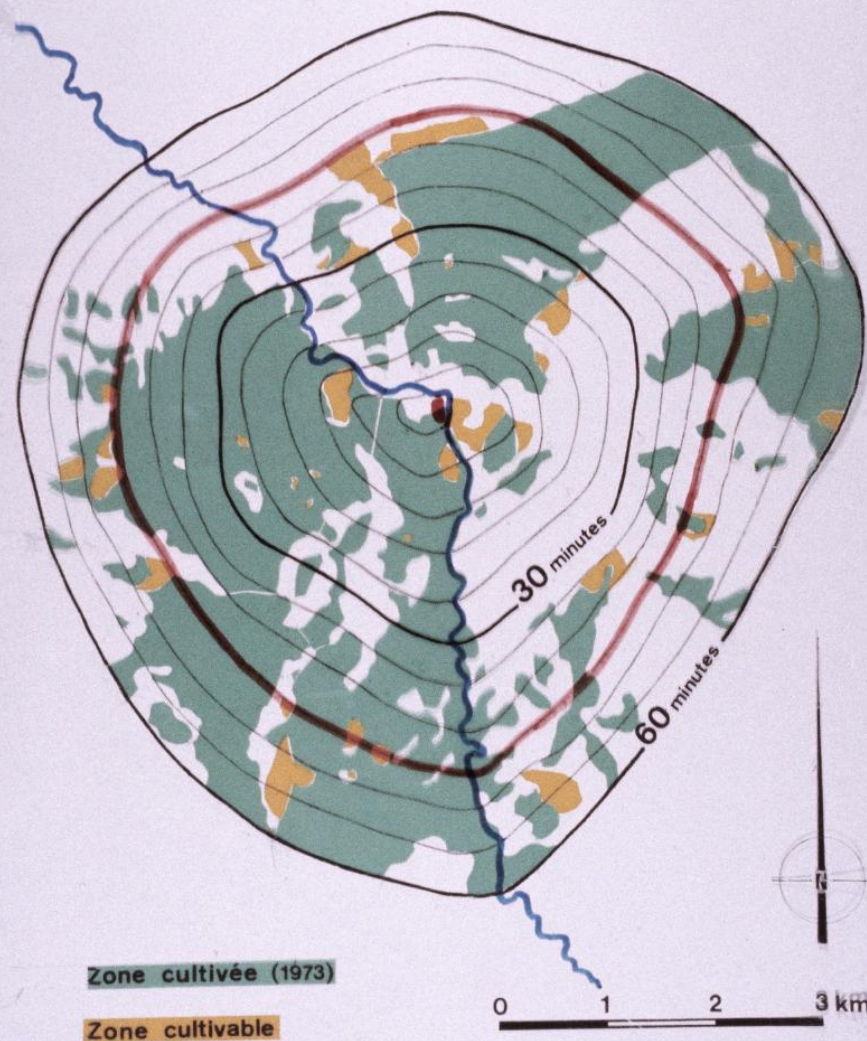 30 minutes
60 minutes
Zone cultivée (1973)
Zone cultivable
0 1 2 3 km